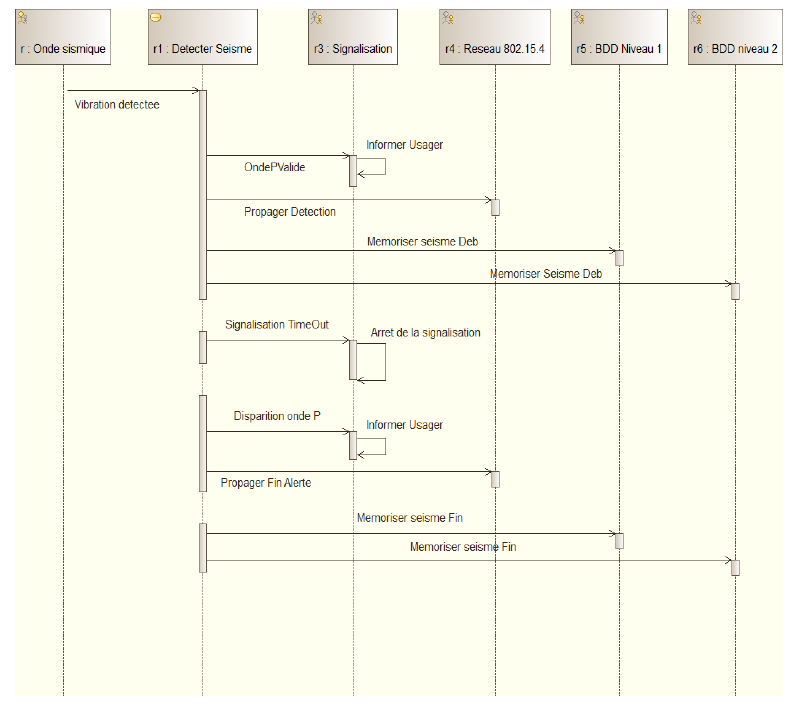 r : Onde sismique
r1 : Detecter Seisme
r3 : Signalisation
r4 : Reseau 802.15.4
r5 : BDD Niveau 1
r6 : BDD niveau 2
Vibration detectee
Informer Usager
OndePValide
Propager Detection
Memoriser seisme Deb
Memoriser Seisme Deb
Signalisation TimeOut
Arret de la signalisation
Disparition onde P
Informer Usager
Propager Fin Alerte
Memoriser seisme Fin
Memoriser seisme Fin